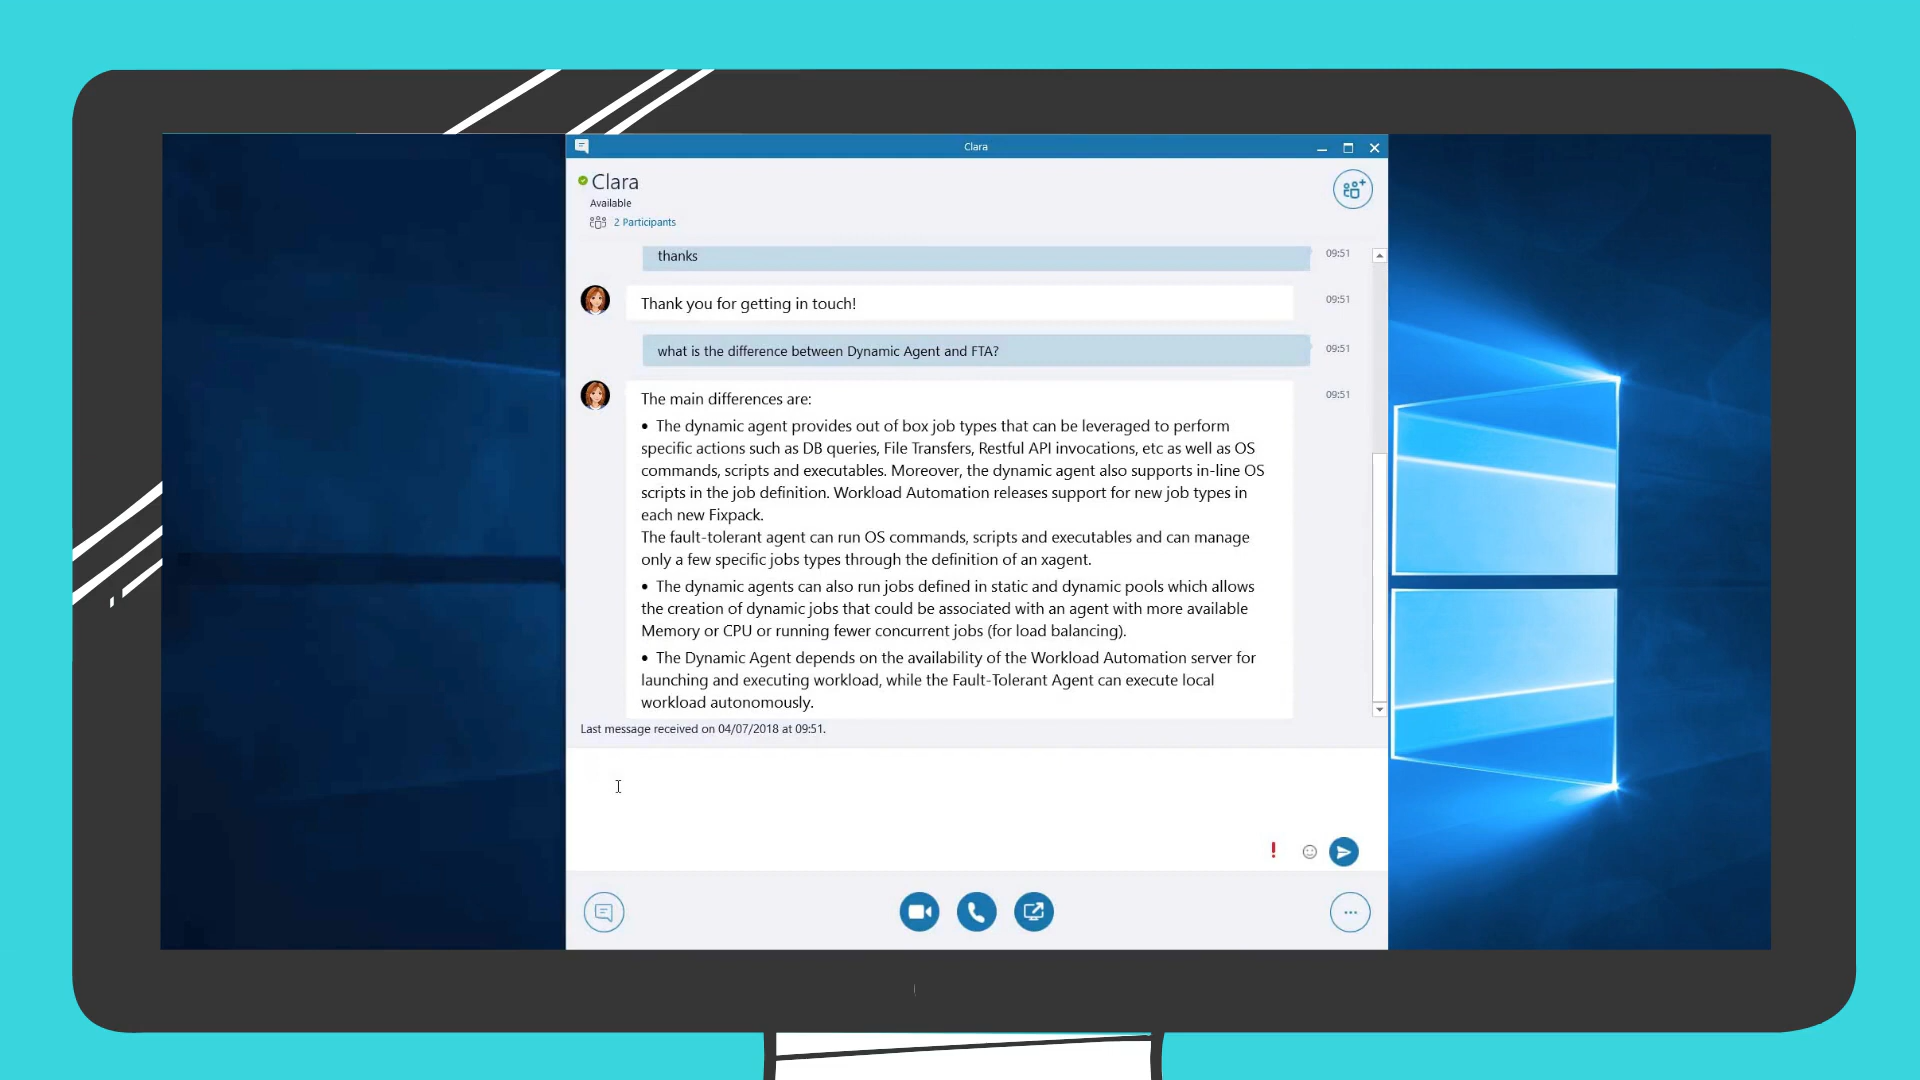 Clara
Clara
Available
2 Participants
thanks
09:51
Thank you for getting in touch!
09:51
what is the difference between Dynamic Agent and FTA?
09:51
The main differences are:
09:51
• The dynamic agent provides out of box job types that can be leveraged to perform
specific actions such as DB queries, File Transfers, Restful API invocations, etc as well as OS
commands, scripts and executables. Moreover, the dynamic agent also supports in-line OS
scripts in the job definition. Workload Automation releases support for new job types in
each new Fixpack.
The fault-tolerant agent can run OS commands, scripts and executables and can manage
only a few specific jobs types through the definition of an xagent.
• The dynamic agents can also run jobs defined in static and dynamic pools which allows
the creation of dynamic jobs that could be associated with an agent with more available
Memory or CPU or running fewer concurrent jobs (for load balancing).
• The Dynamic Agent depends on the availability of the Workload Automation server for
launching and executing workload, while the Fault-Tolerant Agent can execute local
workload autonomously.
Last message received on 04/07/2018 at 09:51.